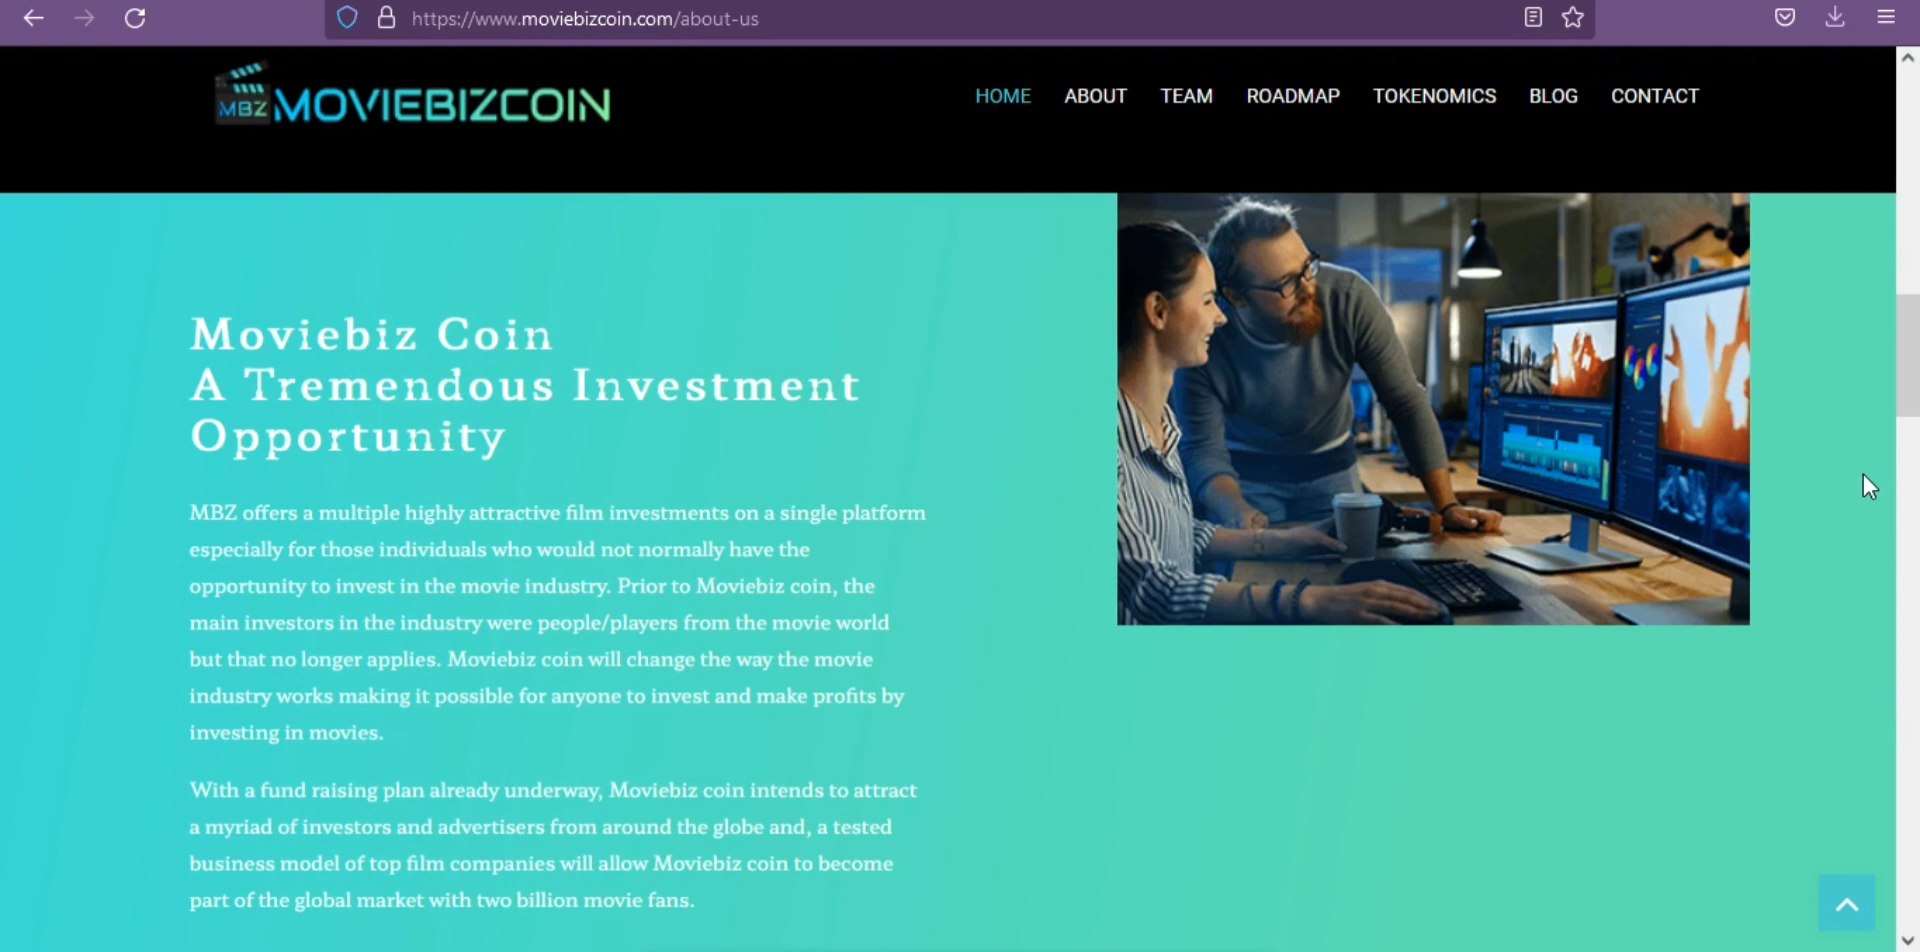 https://www.moviebizcoin.com/about-us
MBZ MOVIEBIZCOIN
HOME ABOUT TEAM ROADMAP TOKENOMICS BLOG CONTACT
Moviebiz Coin
A Tremendous Investment
Opportunity
MBZ offers a multiple highly attractive film investments on a single platform
especially for those individuals who would not normally have the
opportunity to invest in the movie industry. Prior to Moviebiz coin, the
main investors in the industry were people/players from the movie world
but that no longer applies. Moviebiz coin will change the way the movie
industry works making it possible for anyone to invest and make profits by
investing in movies.
With a fund raising plan already underway, Moviebiz coin intends to attract
a myriad of investors and advertisers from around the globe and, a tested
business model of top film companies will allow Moviebiz coin to become
part of the global market with two billion movie fans.